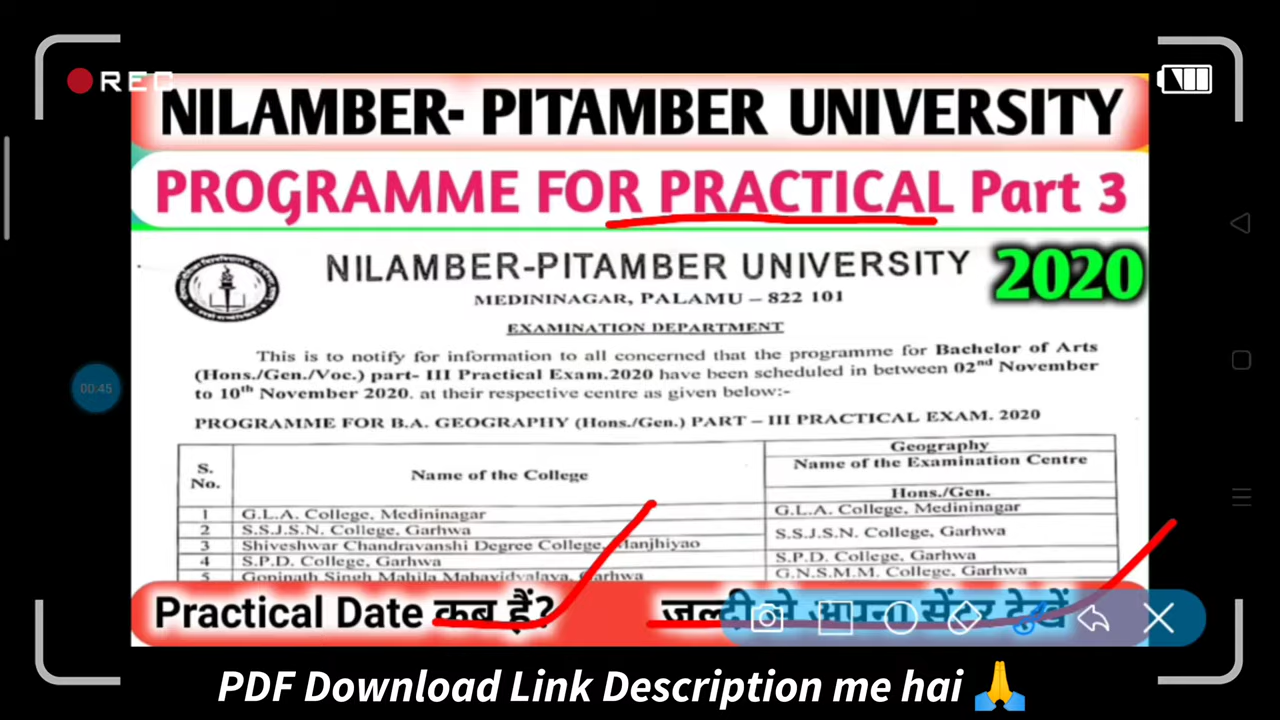 REC
NILAMBER- PITAMBER UNIVERSITY
PROGRAMME FOR PRACTICAL Part 3
NILAMBER-PITAMBER UNIVERSITY
2020
MEDININAGAR, PALAMU – 822 101
EXAMINATION DEPARTMENT
This is to notify for information to all concerned that the programme for Bachelor of Arts
(Hons./Gen./Voc.) part- III Practical Exam.2020 have been scheduled in between 02nd November
to 10th November 2020. at their respective centre as given below:-
00:45
PROGRAMME FOR B.A. GEOGRAPHY (Hons./Gen.) PART – III PRACTICAL EXAM. 2020
S. No. Name of the College Geography
Name of the Examination Centre
Hons./Gen.
1 G.L.A. College, Medininagar G.L.A. College, Medininagar
2 S.S.J.S.N. College, Garhwa S.S.J.S.N. College, Garhwa
3 Shiveshwar Chandravanshi Degree College, Manjhiyao
4 S.P.D. College, Garhwa S.P.D. College, Garhwa
5 Gopinath Singh Mahila Mahavidyalaya, Garhwa G.N.S.M.M. College, Garhwa
Practical Date कब हैं? जल्दी से अपना सेंटर देखें
PDF Download Link Description me hai 🙏